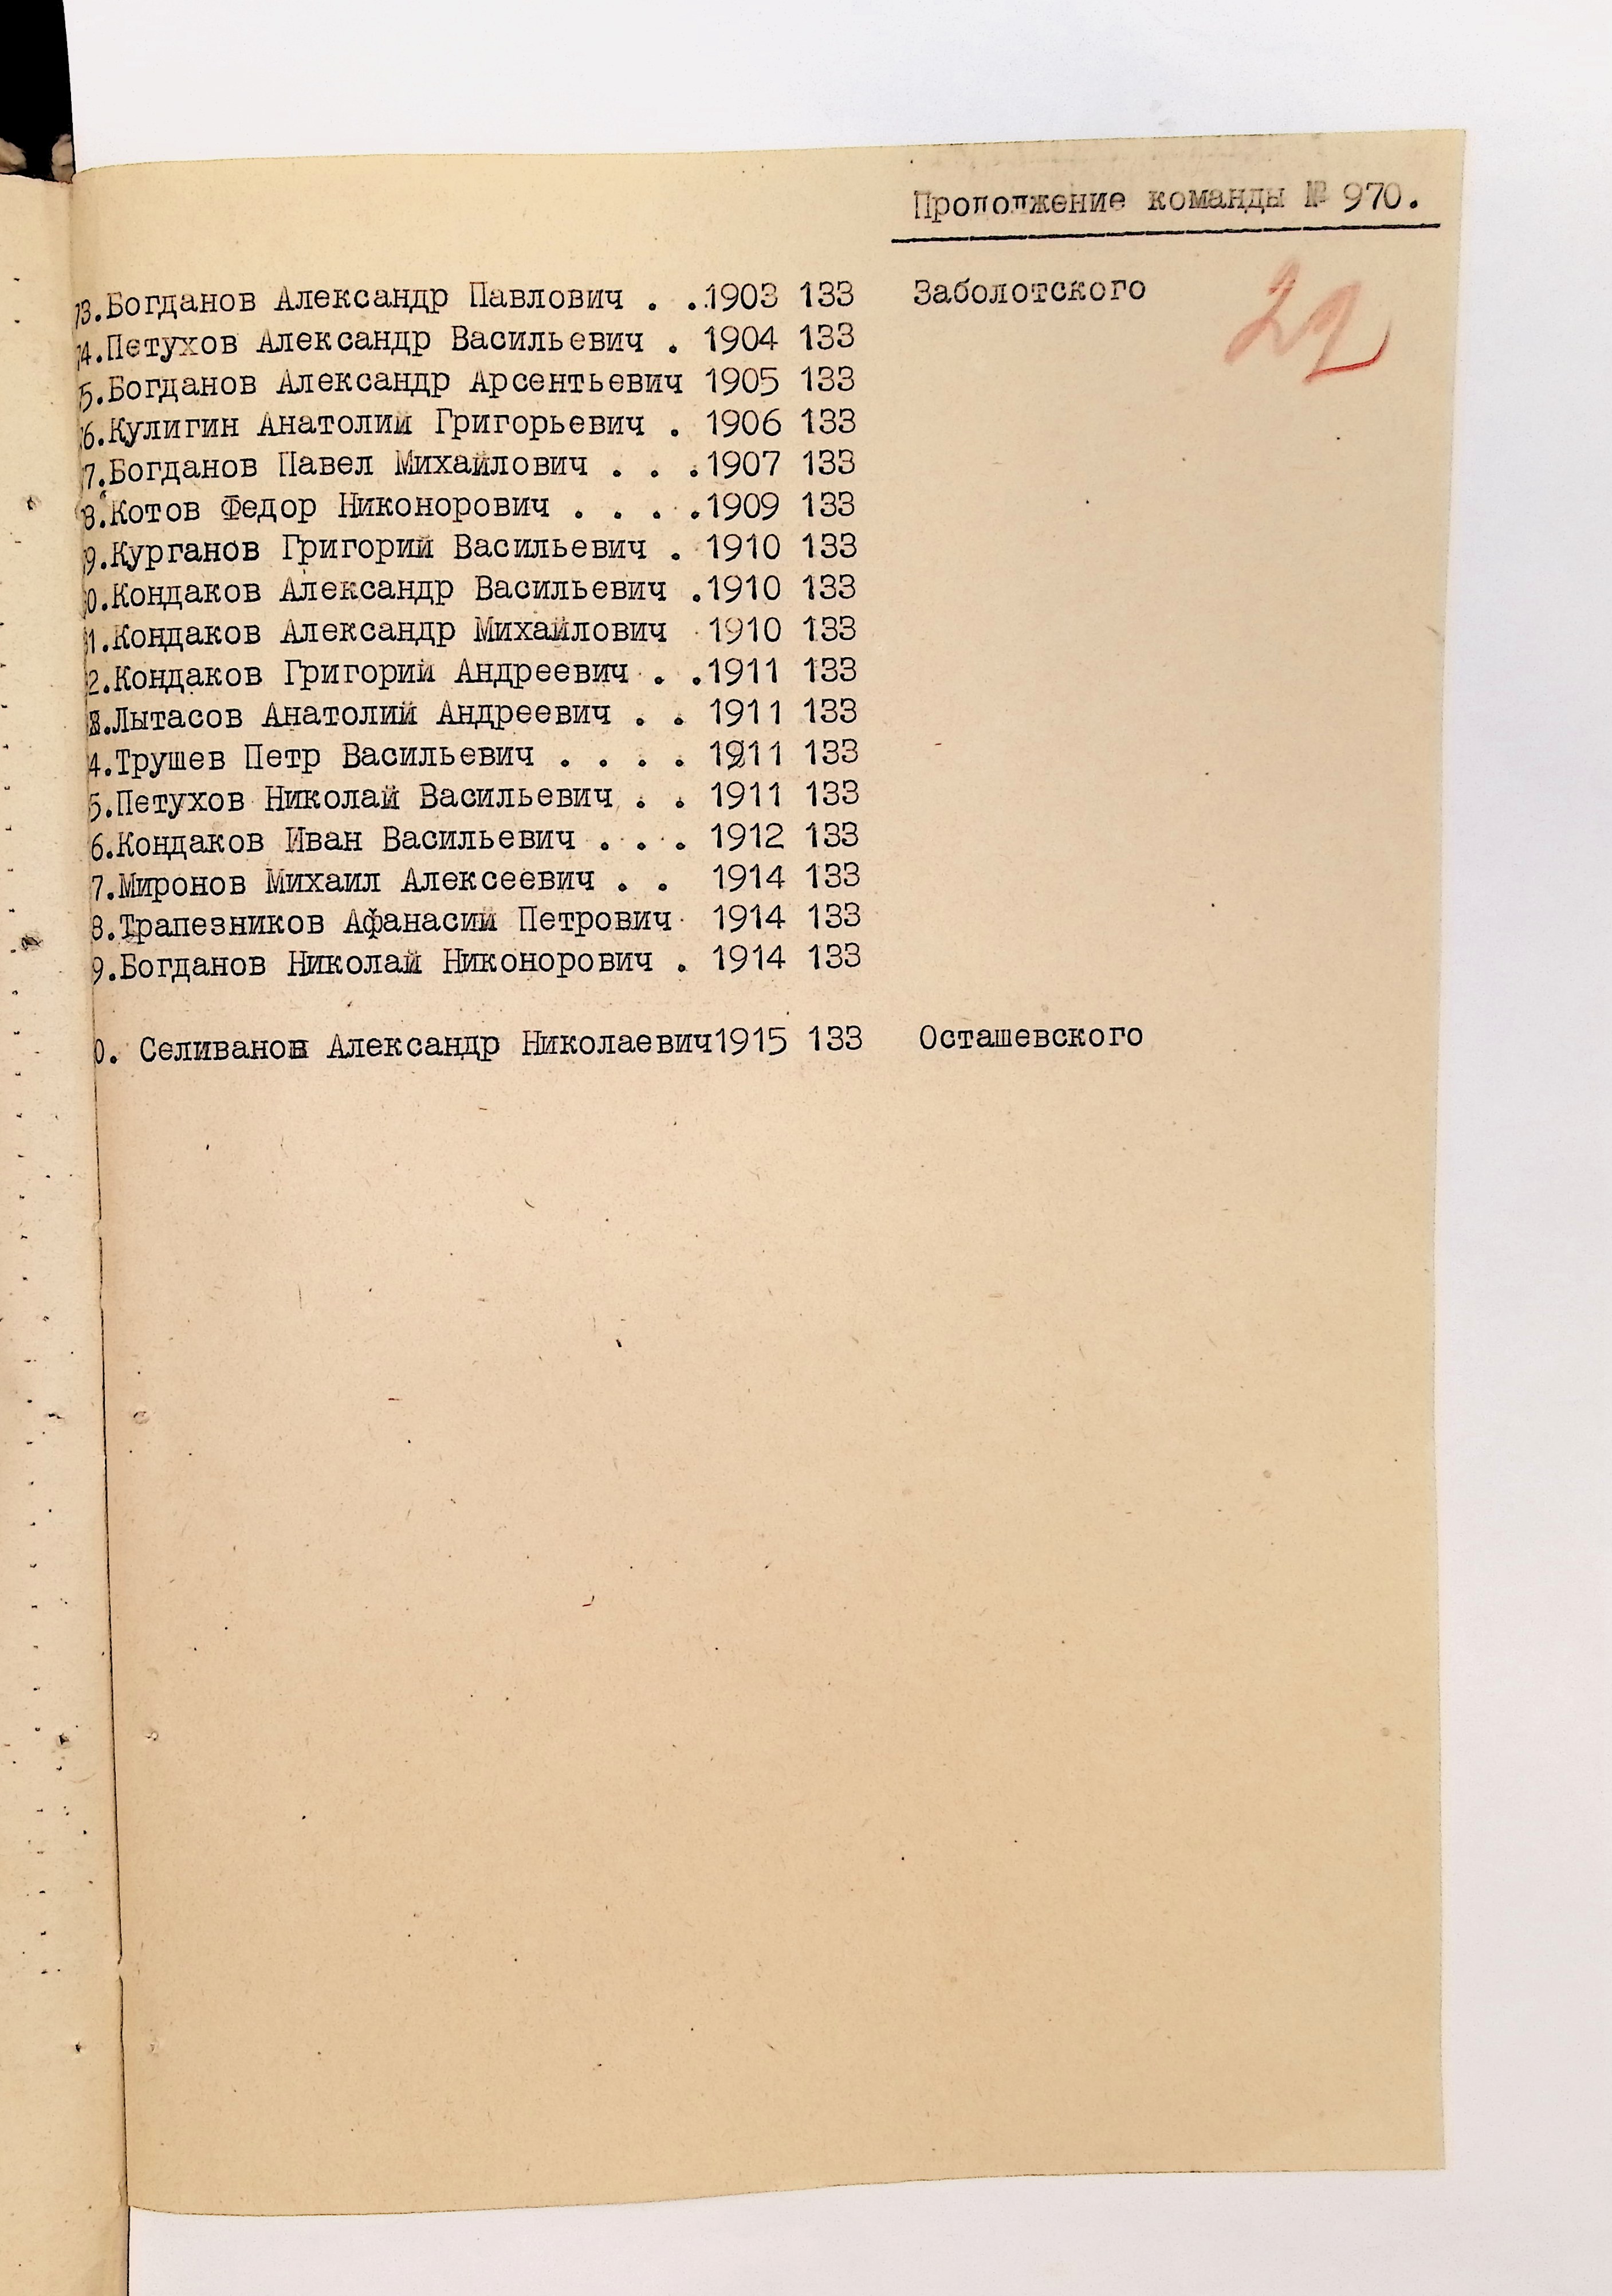 Прололжение команды № 970.
22
73.Богданов Александр Павлович . .1903 133 Заболотского
74.Петухов Александр Васильевич . 1904 133
5.Богданов Александр Арсентьевич 1905 133
6.Кулигин Анатолий Григорьевич . 1906 133
7.Богданов Павел Михайлович . . .1907 133
8.Котов Федор Никонорович . . . .1909 133
9.Курганов Григорий Васильевич . 1910 133
0.Кондаков Александр Васильевич .1910 133
1.Кондаков Александр Михайлович 1910 133
2.Кондаков Григорий Андреевич . .1911 133
3.Лытасов Анатолий Андреевич . . 1911 133
4.Трушев Петр Васильевич . . . . 1911 133
5.Петухов Николай Васильевич . . 1911 133
6.Кондаков Иван Васильевич . . . 1912 133
7.Миронов Михаил Алексеевич . . 1914 133
8.Трапезников Афанасий Петрович 1914 133
9.Богданов Николай Никонорович . 1914 133
0. Селиванов Александр Николаевич1915 133 Осташевского